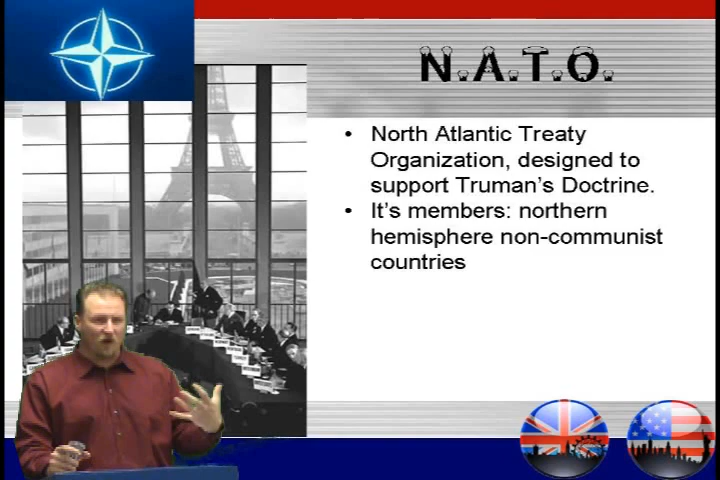 N.A.T.O.
• North Atlantic Treaty
Organization, designed to
support Truman's Doctrine.
• It's members: northern
hemisphere non-communist
countries